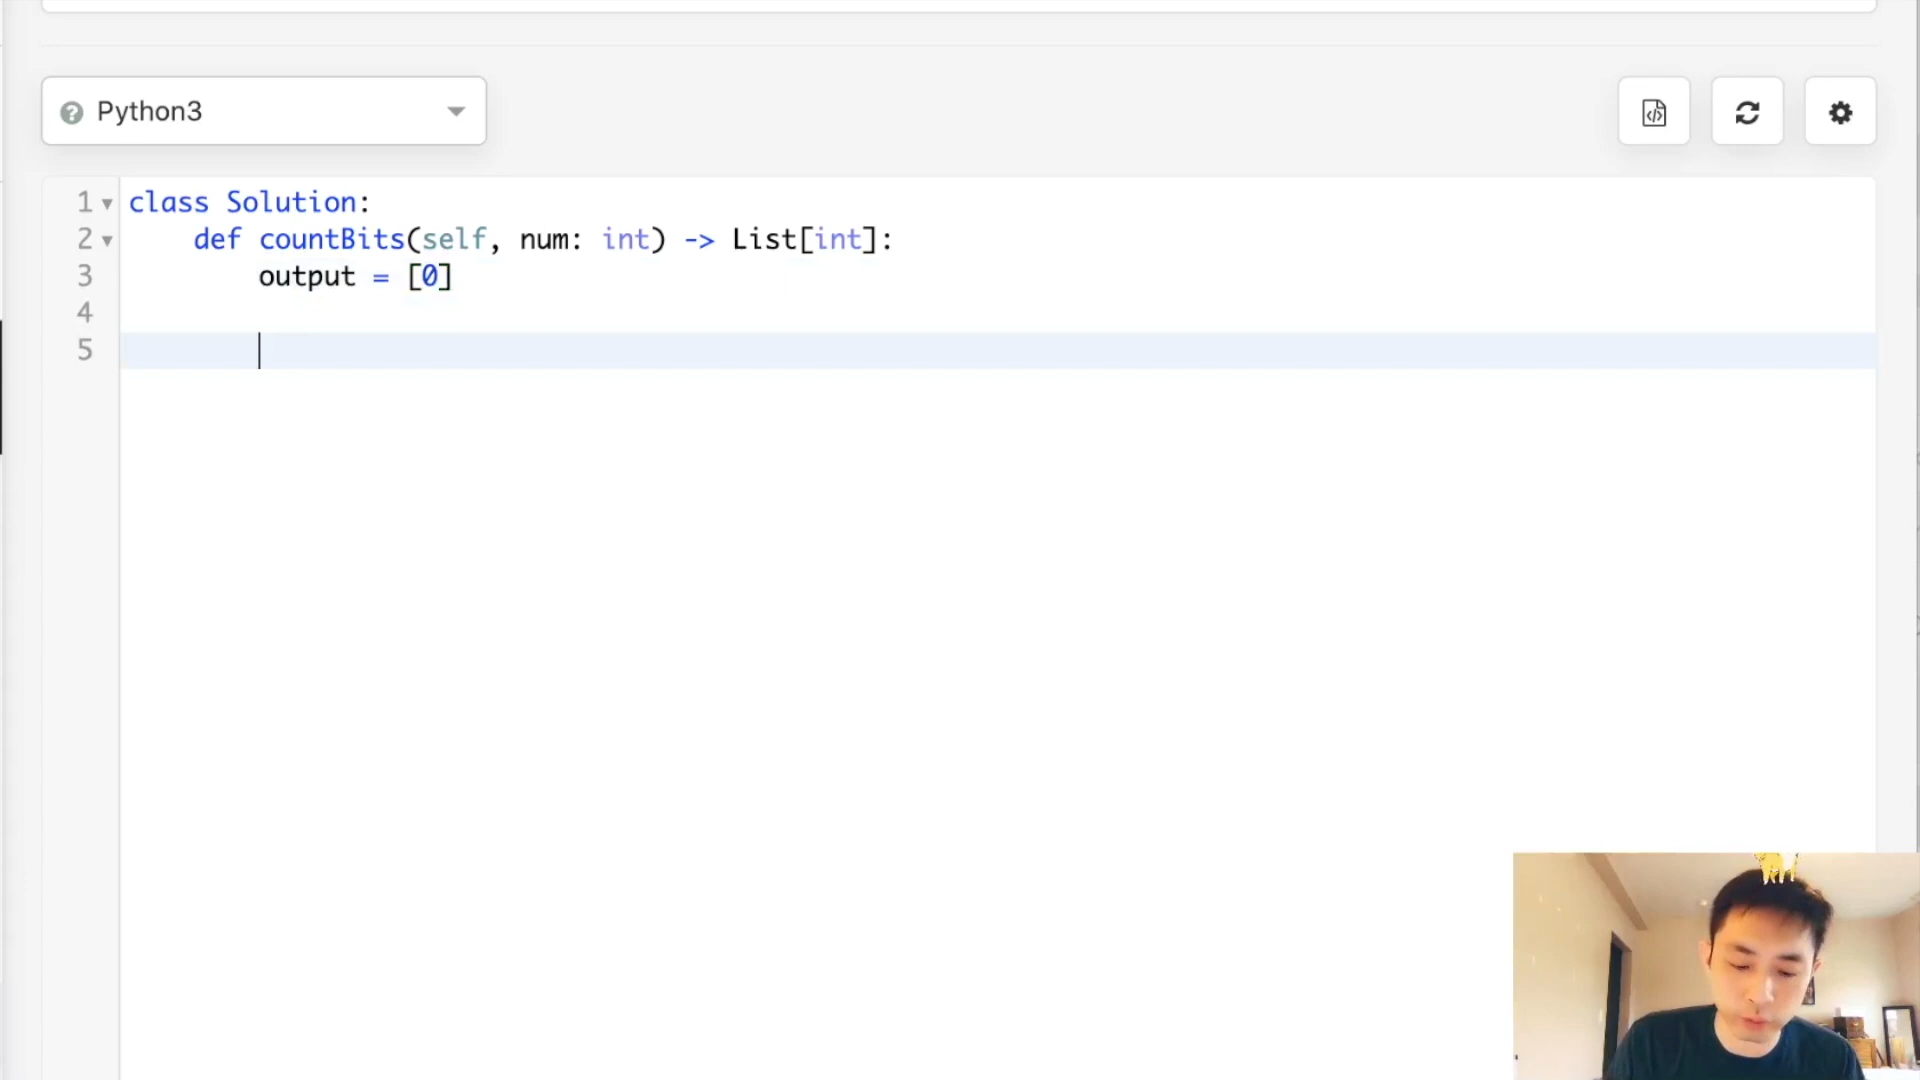 Python3
1 class Solution:
2 def countBits(self, num: int) -> List[int]:
3 output = [0]
4
5